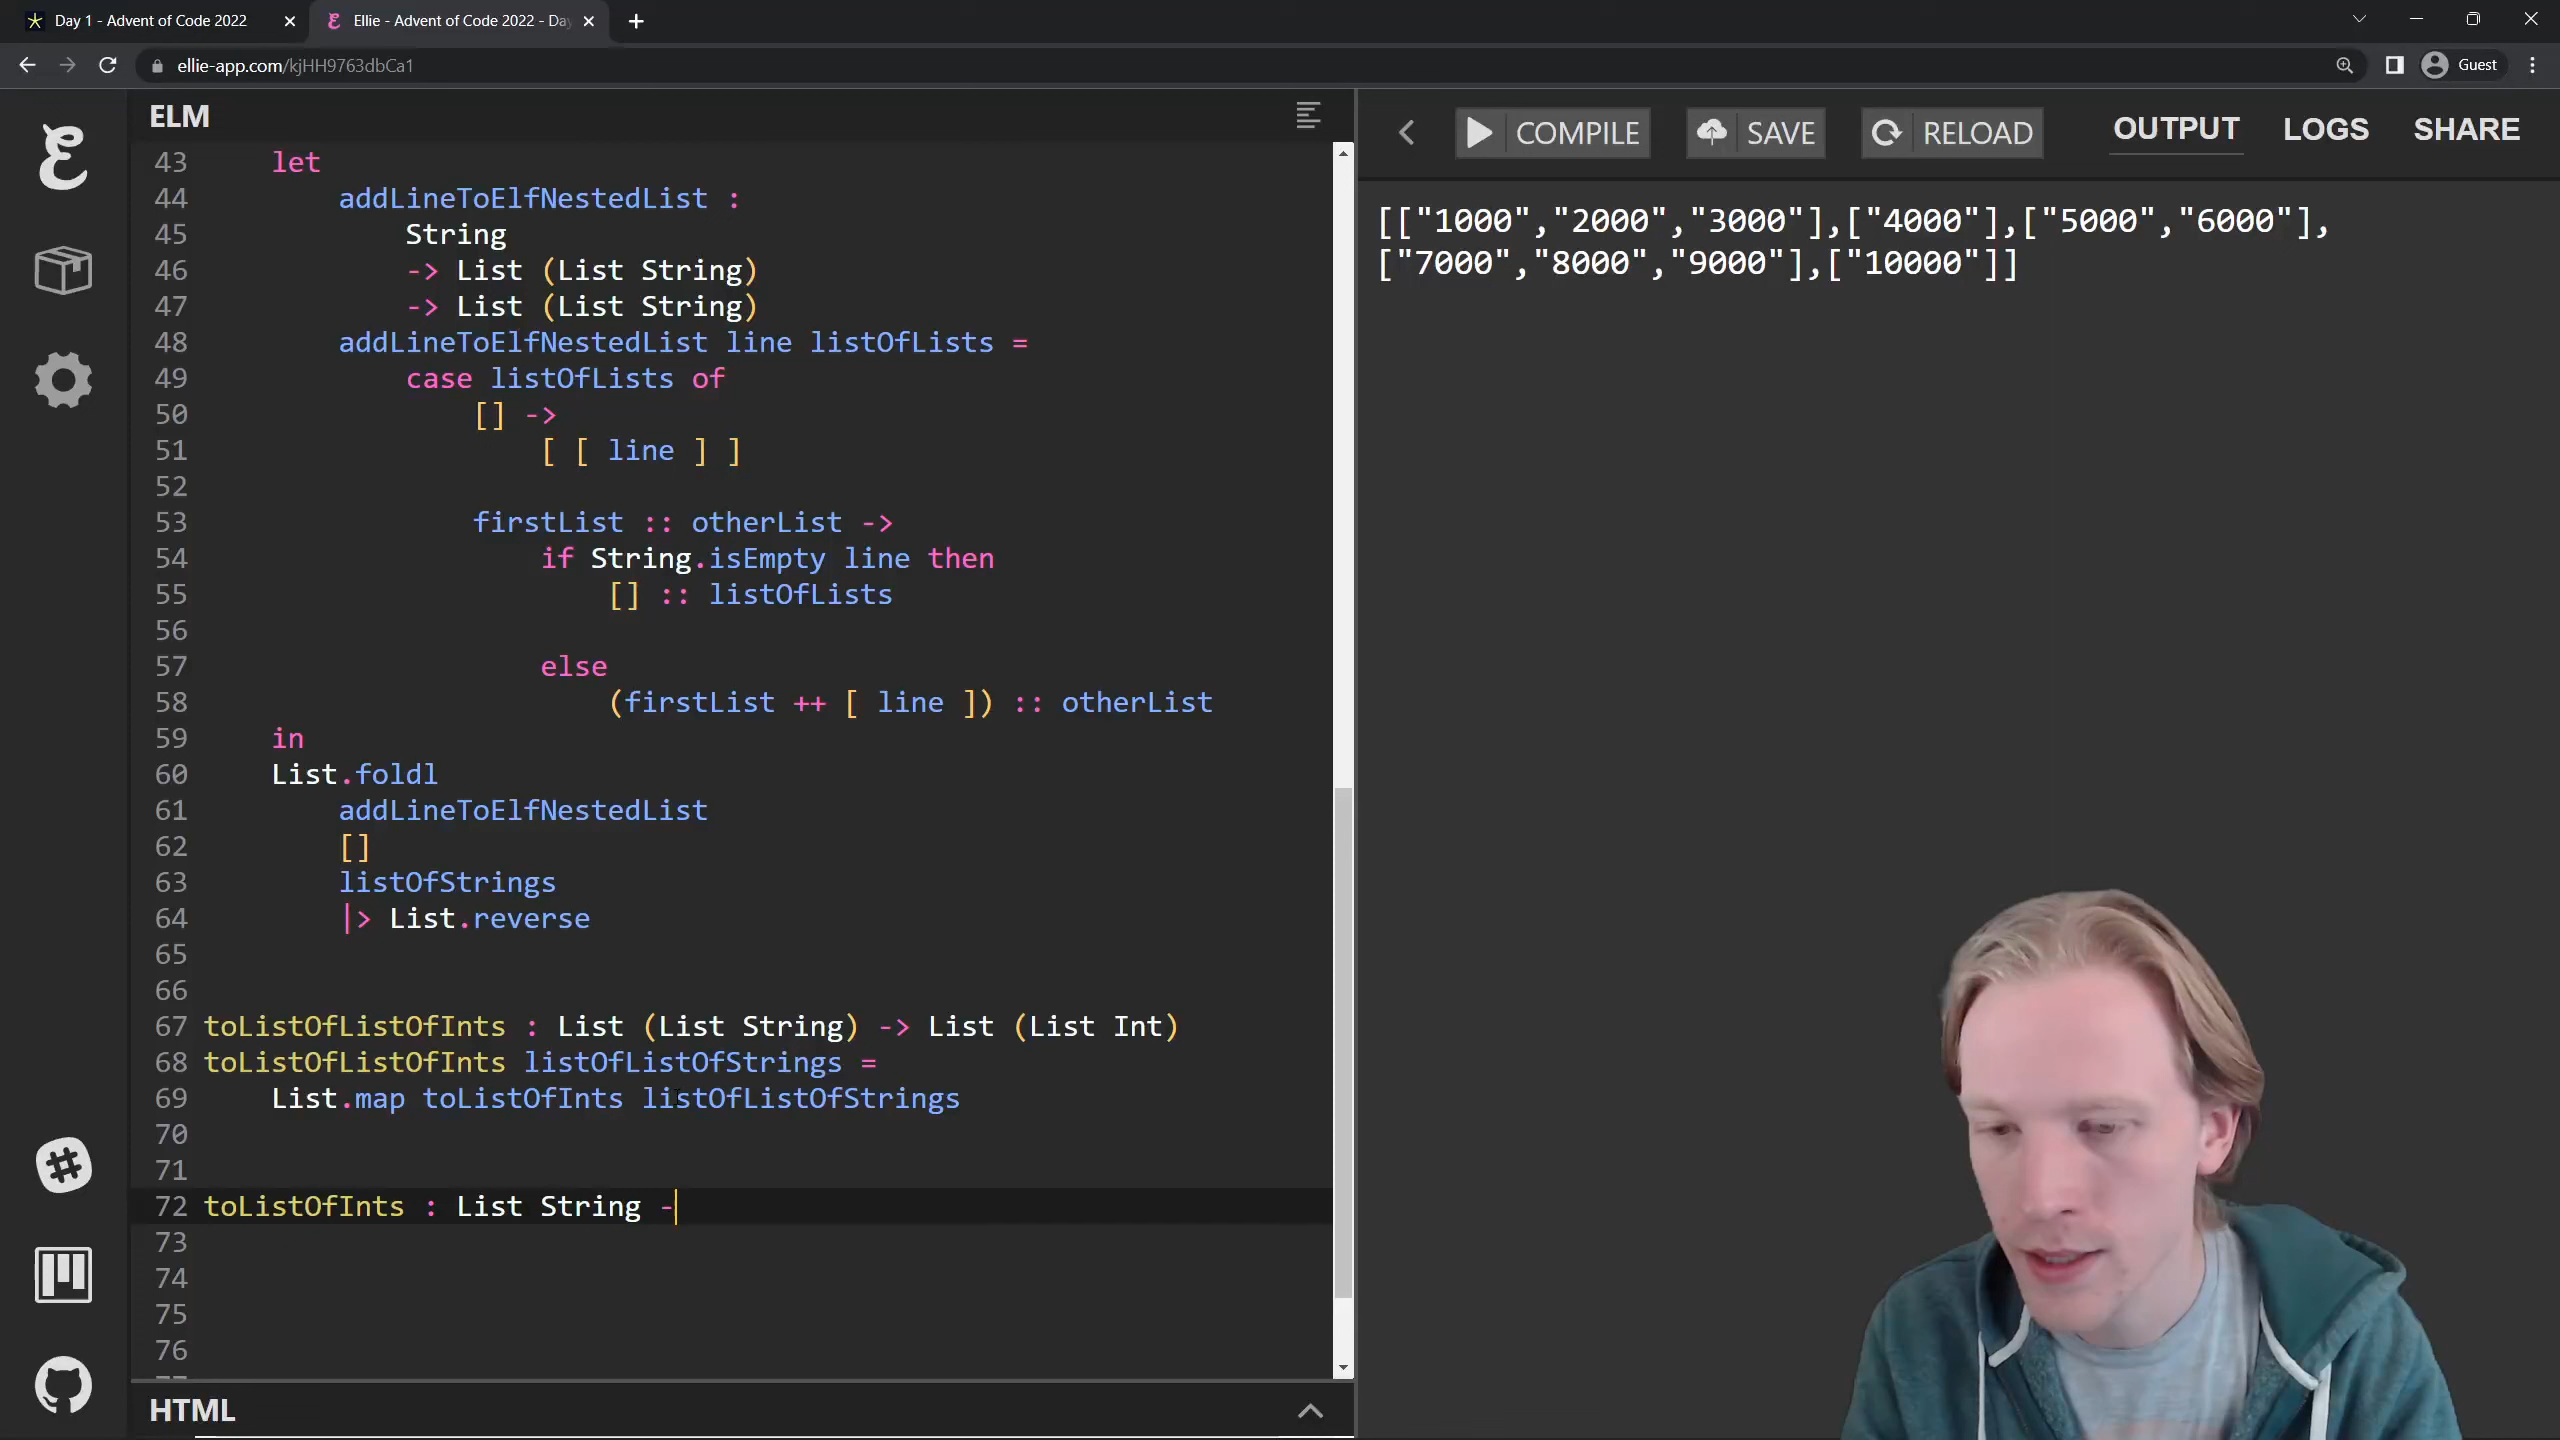 Day 1 - Advent of Code 2022
Ellie - Advent of Code 2022 - Day
ellie-app.com/kjHH9763dbCa1
Guest
ELM
COMPILE
SAVE
RELOAD
OUTPUT
LOGS
SHARE
43 let
44 addLineToElfNestedList :
45 String
46 -> List (List String)
47 -> List (List String)
48 addLineToElfNestedList line listOfLists =
49 case listOfLists of
50 [] ->
51 [ [ line ] ]
52
53 firstList :: otherList ->
54 if String.isEmpty line then
55 [] :: listOfLists
56
57 else
58 (firstList ++ [ line ]) :: otherList
59 in
60 List.foldl
61 addLineToElfNestedList
62 []
63 listOfStrings
64 |> List.reverse
65
66
67 toListOfListOfInts : List (List String) -> List (List Int)
68 toListOfListOfInts listOfListOfStrings =
69 List.map toListOfInts listOfListOfStrings
70
71
72 toListOfInts : List String -
73
74
75
76
HTML
[["1000","2000","3000"],["4000"],["5000","6000"],
["7000","8000","9000"],["10000"]]